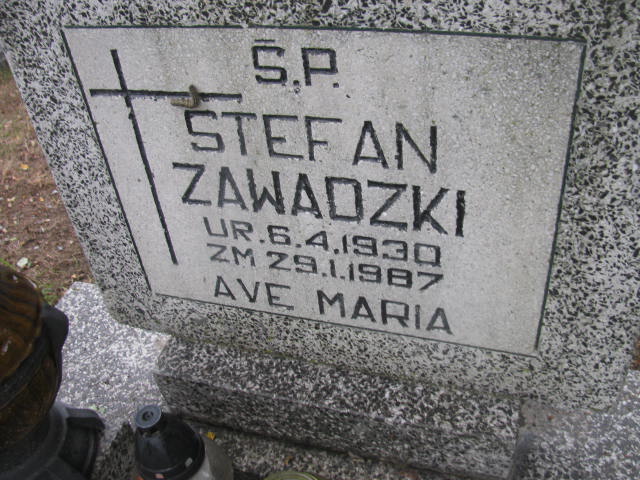 Ś.P.
STEFAN
ZAWADZKI
UR. 6.4.1930
ZM 29.1.1987
AVE MARIA